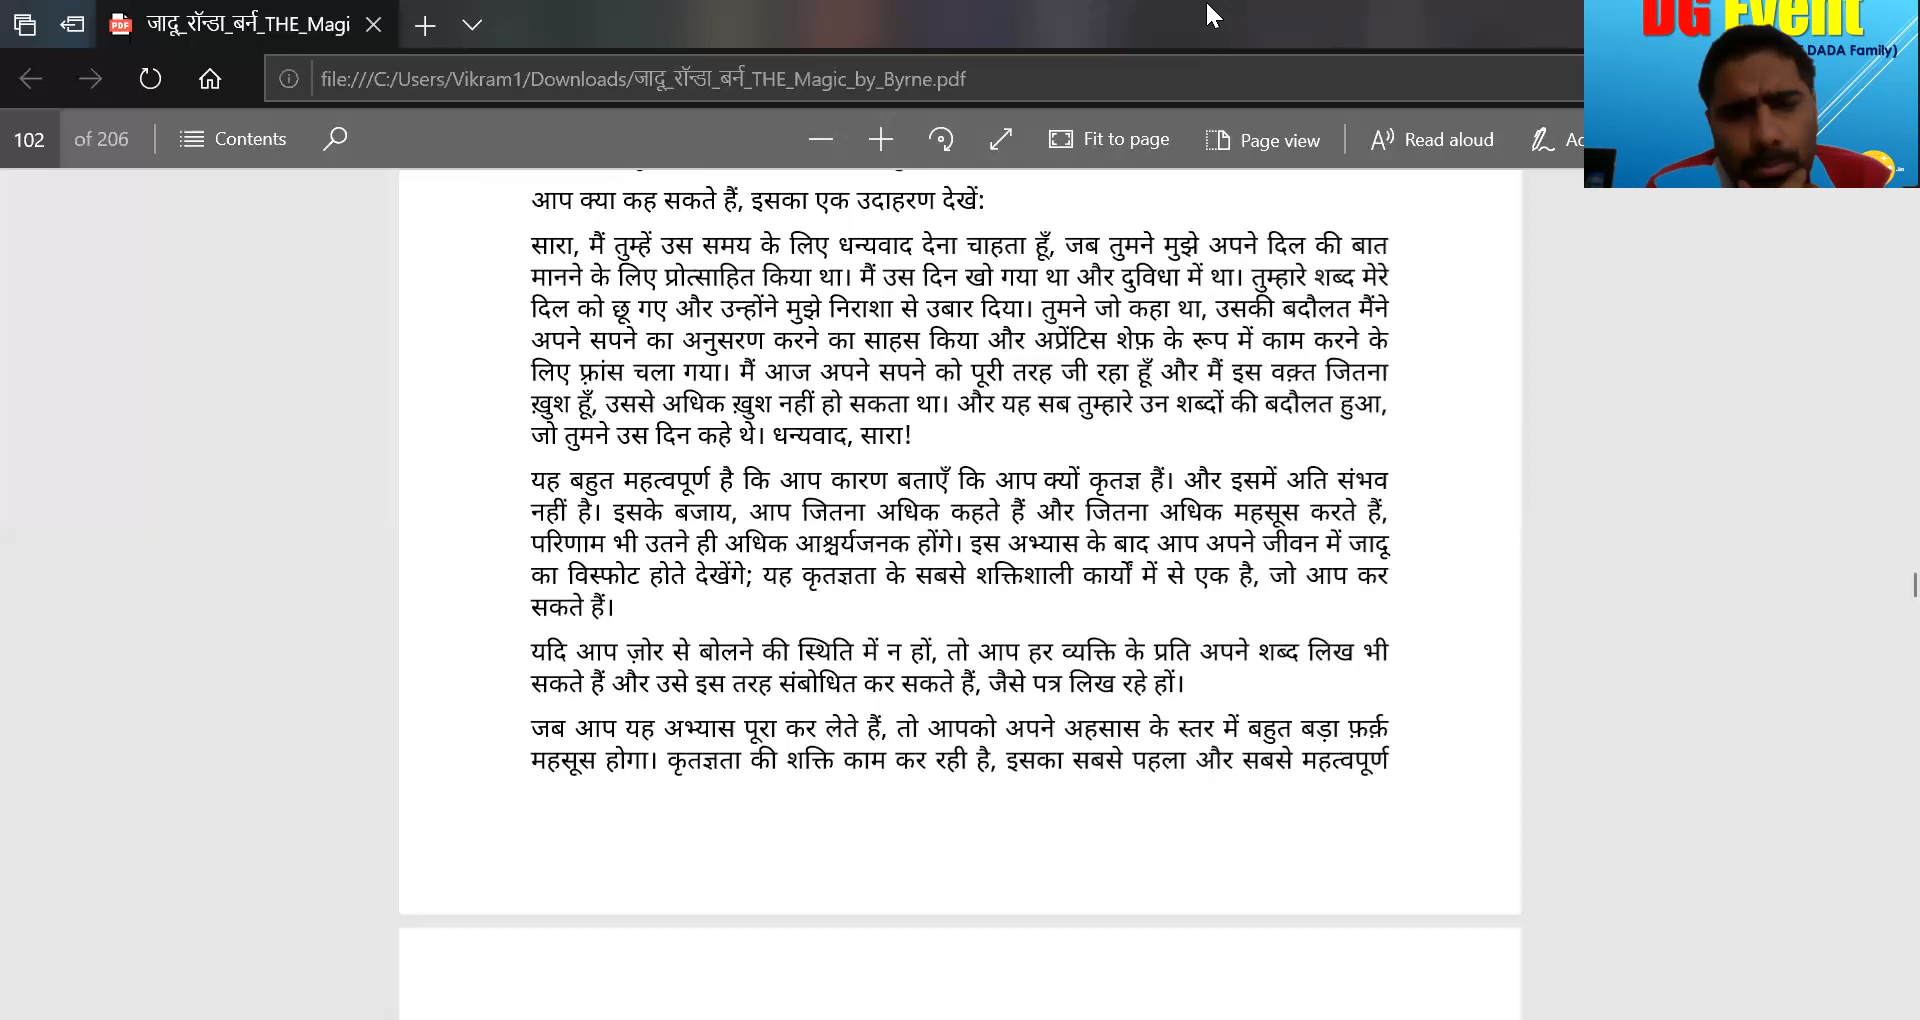 जादू_रॉन्डा_बर्न_THE_Magi
file:///C:/Users/Vikram1/Downloads/जादू_रॉन्डा_बर्न_THE_Magic_by_Byrne.pdf
102 of 206 Contents Fit to page Page view Read aloud
DG Event
DADA Family)
आप क्या कह सकते हैं, इसका एक उदाहरण देखें:
सारा, मैं तुम्हें उस समय के लिए धन्यवाद देना चाहता हूँ, जब तुमने मुझे अपने दिल की बात
मानने के लिए प्रोत्साहित किया था। मैं उस दिन खो गया था और दुविधा में था। तुम्हारे शब्द मेरे
दिल को छू गए और उन्होंने मुझे निराशा से उबार दिया। तुमने जो कहा था, उसकी बदौलत मैंने
अपने सपने का अनुसरण करने का साहस किया और अप्रेंटिस शेफ़ के रूप में काम करने के
लिए फ़्रांस चला गया। मैं आज अपने सपने को पूरी तरह जी रहा हूँ और मैं इस वक़्त जितना
ख़ुश हूँ, उससे अधिक ख़ुश नहीं हो सकता था। और यह सब तुम्हारे उन शब्दों की बदौलत हुआ,
जो तुमने उस दिन कहे थे। धन्यवाद, सारा!
यह बहुत महत्वपूर्ण है कि आप कारण बताएँ कि आप क्यों कृतज्ञ हैं। और इसमें अति संभव
नहीं है। इसके बजाय, आप जितना अधिक कहते हैं और जितना अधिक महसूस करते हैं,
परिणाम भी उतने ही अधिक आश्चर्यजनक होंगे। इस अभ्यास के बाद आप अपने जीवन में जादू
का विस्फोट होते देखेंगे; यह कृतज्ञता के सबसे शक्तिशाली कार्यों में से एक है, जो आप कर
सकते हैं।
यदि आप ज़ोर से बोलने की स्थिति में न हों, तो आप हर व्यक्ति के प्रति अपने शब्द लिख भी
सकते हैं और उसे इस तरह संबोधित कर सकते हैं, जैसे पत्र लिख रहे हों।
जब आप यह अभ्यास पूरा कर लेते हैं, तो आपको अपने अहसास के स्तर में बहुत बड़ा फ़र्क़
महसूस होगा। कृतज्ञता की शक्ति काम कर रही है, इसका सबसे पहला और सबसे महत्वपूर्ण